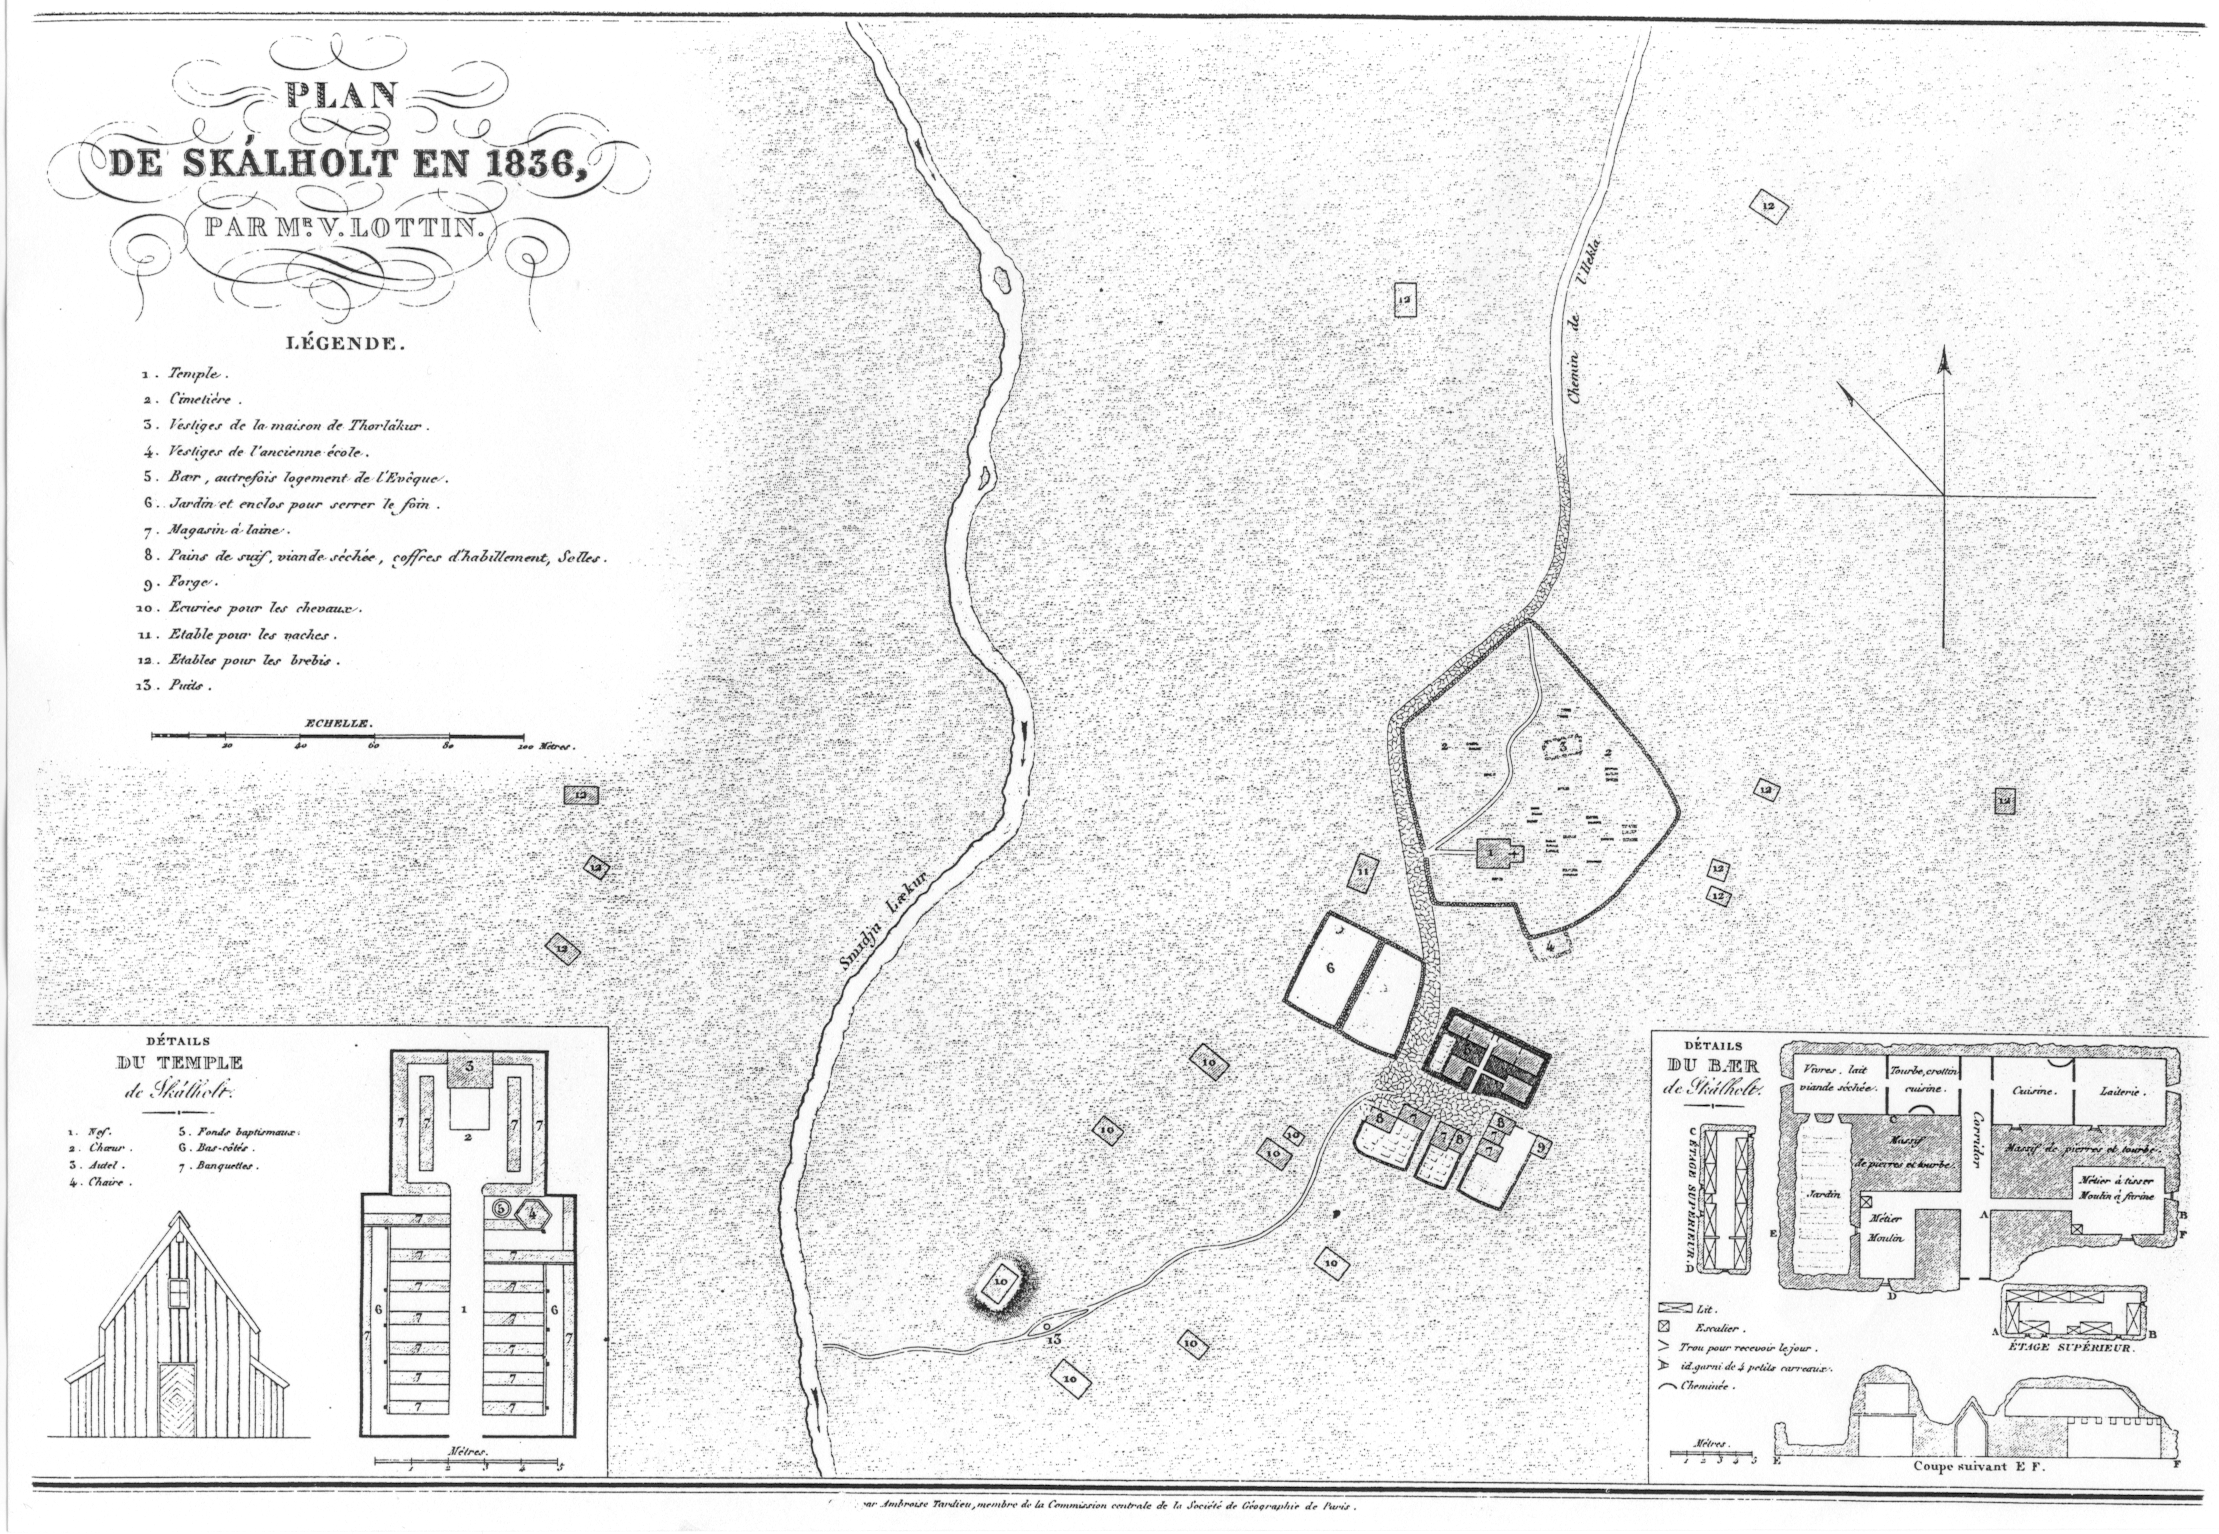 PLAN
DE SKÁLHOLT EN 1836,
PAR MR. V. LOTTIN.
LÉGENDE.
1. Temple.
2. Cimetière.
3. Vestiges de la maison de Thorlákur.
4. Vestiges de l'ancienne école.
5. Bær, autrefois logement de l'Evêque.
6. Jardin et enclos pour serrer le foin.
7. Magasin à laine.
8. Pains de suif, viande séchée, coffres d'habillement, Selles.
9. Forge.
10. Ecuries pour les chevaux.
11. Etable pour les vaches.
12. Etables pour les brebis.
13. Puits.
ECHELLE.
20 40 60 80 100 Mètres.
Chemin de l'Hekla
Smidju Lækur
12
12
12
12
12
12
12
12
12
12
2
3
2
1
11
4
6
5
10
10
10
10
8
7
7
8
8
7
9
10
10
13
10
10
DÉTAILS
DU TEMPLE
de Skálholt.
1. Nef.
2. Chœur.
3. Autel.
4. Chaire.
5. Fonds baptismaux.
6. Bas-côtés.
7. Banquettes.
3
7 7 7 7
2
5 4
7
7 7
7 7
7 7
6 1 6
7 7
7 7
7 7
7 7
Mètres.
1 2 3 4 5
DÉTAILS
DU BÆR
de Skálholt.
Vivres, lait
viande séchée.
Tourbe, crottin
cuisine.
Corridor
Cuisine.
Laiterie.
Massif
de pierres et tourbe.
Massif de pierres et tourbe.
Jardin
Métier
Moulin
Métier à tisser
Moulin à farine
C
A
B
F
E
D
C
ÉTAGE SUPÉRIEUR.
D
Lit.
Escalier.
Trou pour recevoir le jour.
id. garni de 4 petits carreaux.
Cheminée.
A B
ÉTAGE SUPÉRIEUR.
Mètres.
1 2 3 4 5
E F
Coupe suivant E F.
par Ambroise Tardieu, membre de la Commission centrale de la Société de Géographie de Paris.